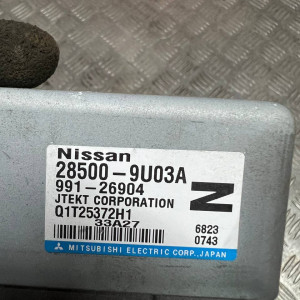 Nissan
28500-9U03A
991-26904
JTEKT CORPORATION
Q1T25372H1
33A27
N
6823
0743
MITSUBISHI ELECTRIC CORP., JAPAN